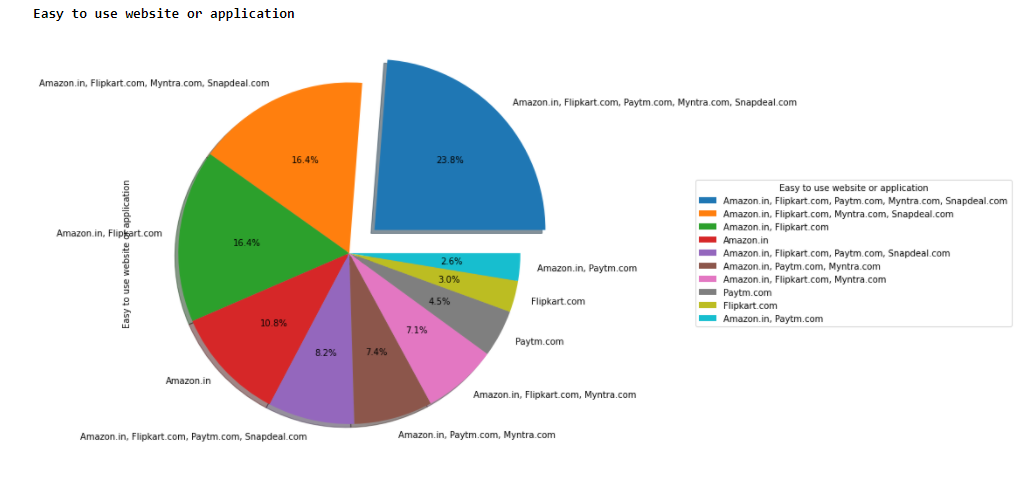 Easy to use website or application
Amazon.in, Flipkart.com, Myntra.com, Snapdeal.com
Amazon.in, Flipkart.com, Paytm.com, Myntra.com, Snapdeal.com
23.8%
16.4%
Amazon.in, Flipkart.com
16.4%
Easy to use website or application
2.6%
Amazon.in, Paytm.com
3.0%
Flipkart.com
4.5%
Paytm.com
10.8%
7.1%
8.2%
7.4%
Amazon.in
Amazon.in, Flipkart.com, Myntra.com
Amazon.in, Flipkart.com, Paytm.com, Snapdeal.com
Amazon.in, Paytm.com, Myntra.com
Easy to use website or application
Amazon.in, Flipkart.com, Paytm.com, Myntra.com, Snapdeal.com
Amazon.in, Flipkart.com, Myntra.com, Snapdeal.com
Amazon.in, Flipkart.com
Amazon.in
Amazon.in, Flipkart.com, Paytm.com, Snapdeal.com
Amazon.in, Paytm.com, Myntra.com
Amazon.in, Flipkart.com, Myntra.com
Paytm.com
Flipkart.com
Amazon.in, Paytm.com